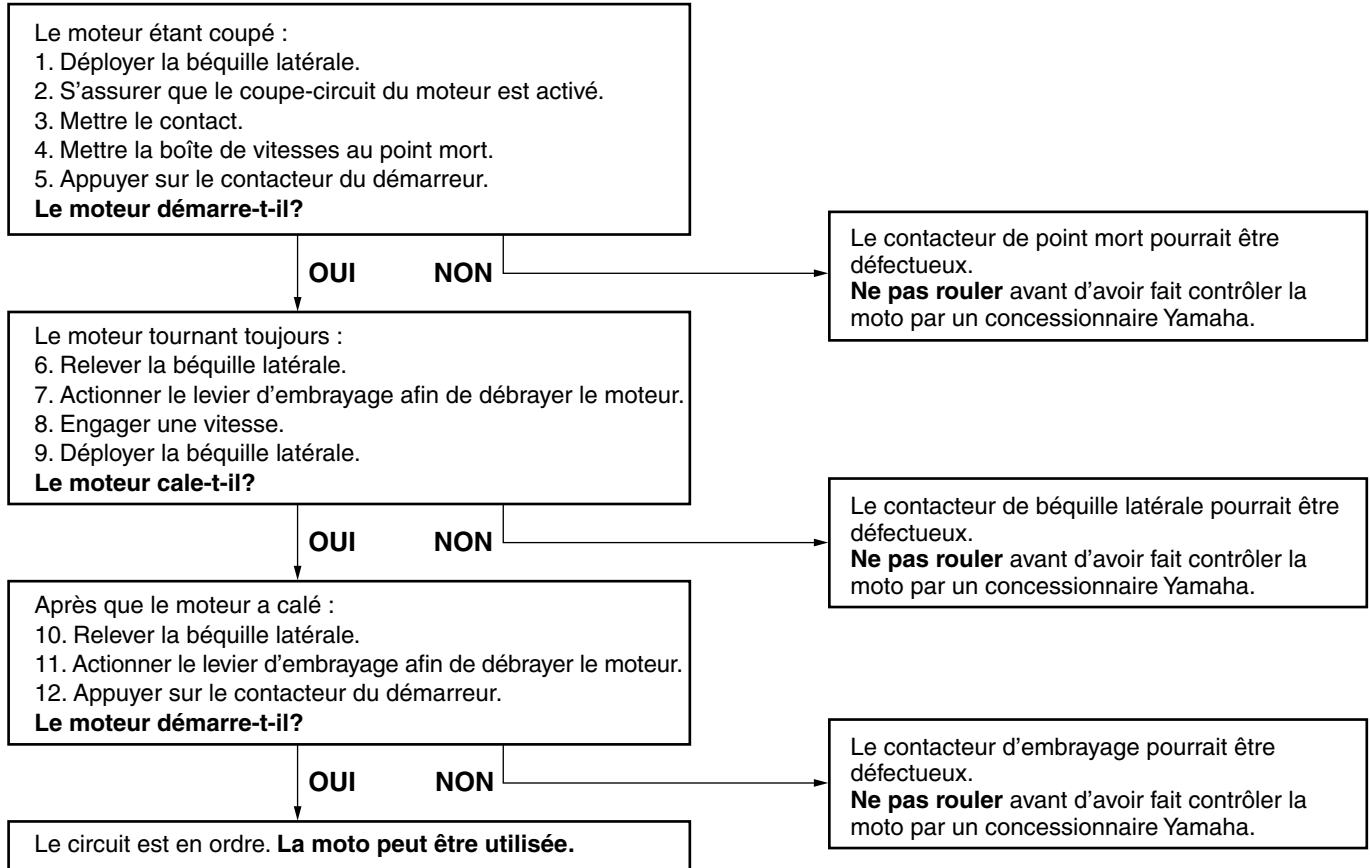 Le moteur étant coupé :
1. Déployer la béquille latérale.
2. S'assurer que le coupe-circuit du moteur est activé.
3. Mettre le contact.
4. Mettre la boîte de vitesses au point mort.
5. Appuyer sur le contacteur du démarreur.
Le moteur démarre-t-il?
OUI NON
Le contacteur de point mort pourrait être
défectueux.
Ne pas rouler avant d'avoir fait contrôler la
moto par un concessionnaire Yamaha.
Le moteur tournant toujours :
6. Relever la béquille latérale.
7. Actionner le levier d'embrayage afin de débrayer le moteur.
8. Engager une vitesse.
9. Déployer la béquille latérale.
Le moteur cale-t-il?
OUI NON
Le contacteur de béquille latérale pourrait être
défectueux.
Ne pas rouler avant d'avoir fait contrôler la
moto par un concessionnaire Yamaha.
Après que le moteur a calé :
10. Relever la béquille latérale.
11. Actionner le levier d'embrayage afin de débrayer le moteur.
12. Appuyer sur le contacteur du démarreur.
Le moteur démarre-t-il?
OUI NON
Le contacteur d'embrayage pourrait être
défectueux.
Ne pas rouler avant d'avoir fait contrôler la
moto par un concessionnaire Yamaha.
Le circuit est en ordre. La moto peut être utilisée.